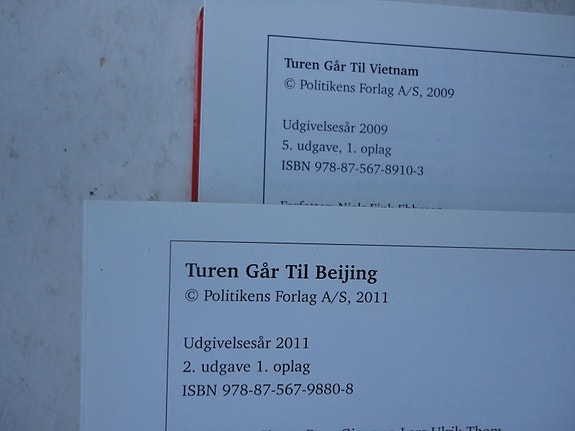 Turen Går Til Vietnam
© Politikens Forlag A/S, 2009
Udgivelsesår 2009
5. udgave, 1. oplag
ISBN 978-87-567-8910-3
Turen Går Til Beijing
© Politikens Forlag A/S, 2011
Udgivelsesår 2011
2. udgave 1. oplag
ISBN 978-87-567-9880-8